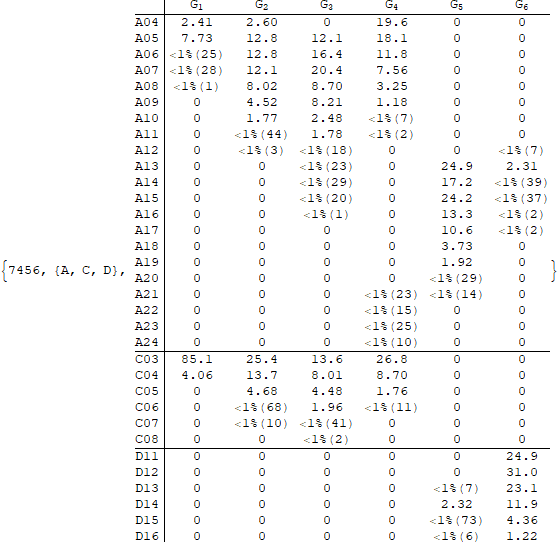 G1 G2 G3 G4 G5 G6
A04 2.41 2.60 0 19.6 0 0
A05 7.73 12.8 12.1 18.1 0 0
A06 <1%(25) 12.8 16.4 11.8 0 0
A07 <1%(28) 12.1 20.4 7.56 0 0
A08 <1%(1) 8.02 8.70 3.25 0 0
A09 0 4.52 8.21 1.18 0 0
A10 0 1.77 2.48 <1%(7) 0 0
A11 0 <1%(44) 1.78 <1%(2) 0 0
A12 0 <1%(3) <1%(18) 0 0 <1%(7)
A13 0 0 <1%(23) 0 24.9 2.31
A14 0 0 <1%(29) 0 17.2 <1%(39)
A15 0 0 <1%(20) 0 24.2 <1%(37)
A16 0 0 <1%(1) 0 13.3 <1%(2)
A17 0 0 0 0 10.6 <1%(2)
A18 0 0 0 0 3.73 0
A19 0 0 0 0 1.92 0
{7456, {A, C, D}, A20 0 0 0 0 <1%(29) 0 }
A21 0 0 0 <1%(23) <1%(14) 0
A22 0 0 0 <1%(15) 0 0
A23 0 0 0 <1%(25) 0 0
A24 0 0 0 <1%(10) 0 0
C03 85.1 25.4 13.6 26.8 0 0
C04 4.06 13.7 8.01 8.70 0 0
C05 0 4.68 4.48 1.76 0 0
C06 0 <1%(68) 1.96 <1%(11) 0 0
C07 0 <1%(10) <1%(41) 0 0 0
C08 0 0 <1%(2) 0 0 0
D11 0 0 0 0 0 24.9
D12 0 0 0 0 0 31.0
D13 0 0 0 0 <1%(7) 23.1
D14 0 0 0 0 2.32 11.9
D15 0 0 0 0 <1%(73) 4.36
D16 0 0 0 0 <1%(6) 1.22